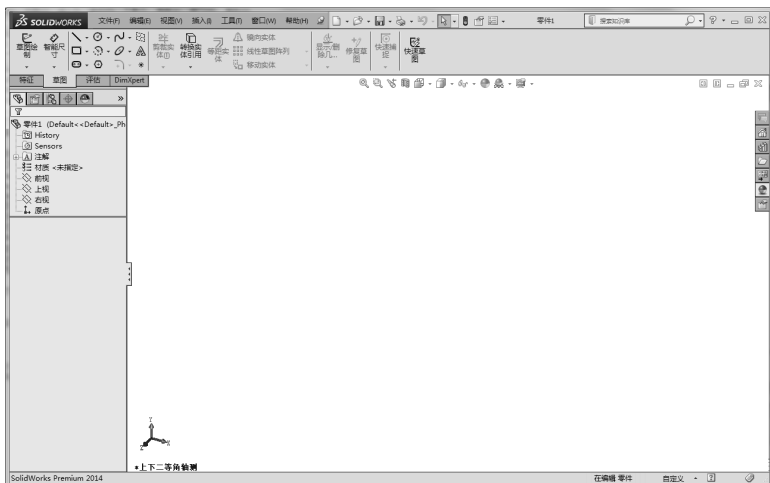 SOLIDWORKS 文件(F) 编辑(E) 视图(V) 插入(I) 工具(T) 窗口(W) 帮助(H) 零件1 搜索知识库
草图绘制 智能尺寸 剪裁实体(T) 转换实体引用 等距实体 镜向实体 线性草图阵列 移动实体 显示/删除几... 修复草图 快速捕捉 快速草图
特征 草图 评估 DimXpert
零件1 (Default<<Default>_Ph
History
Sensors
注解
材质 <未指定>
前视
上视
右视
原点
Y
X
Z
*上下二等角轴测
SolidWorks Premium 2014 在编辑 零件 自定义